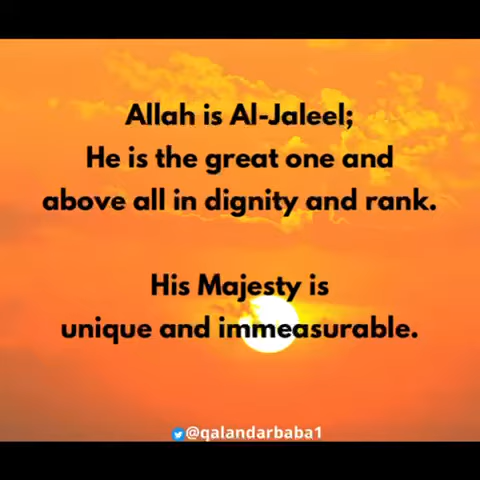 Allah is Al-Jaleel;
He is the great one and
above all in dignity and rank.
His Majesty is
unique and immeasurable.
@qalandarbaba1